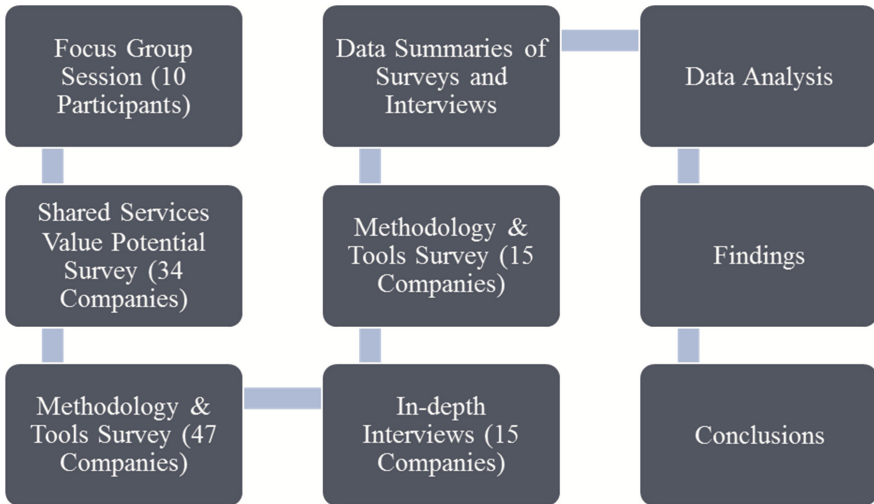 Focus Group
Session (10
Participants)
Shared Services
Value Potential
Survey (34
Companies)
Methodology &
Tools Survey (47
Companies)
In-depth
Interviews (15
Companies)
Methodology &
Tools Survey (15
Companies)
Data Summaries of
Surveys and
Interviews
Data Analysis
Findings
Conclusions